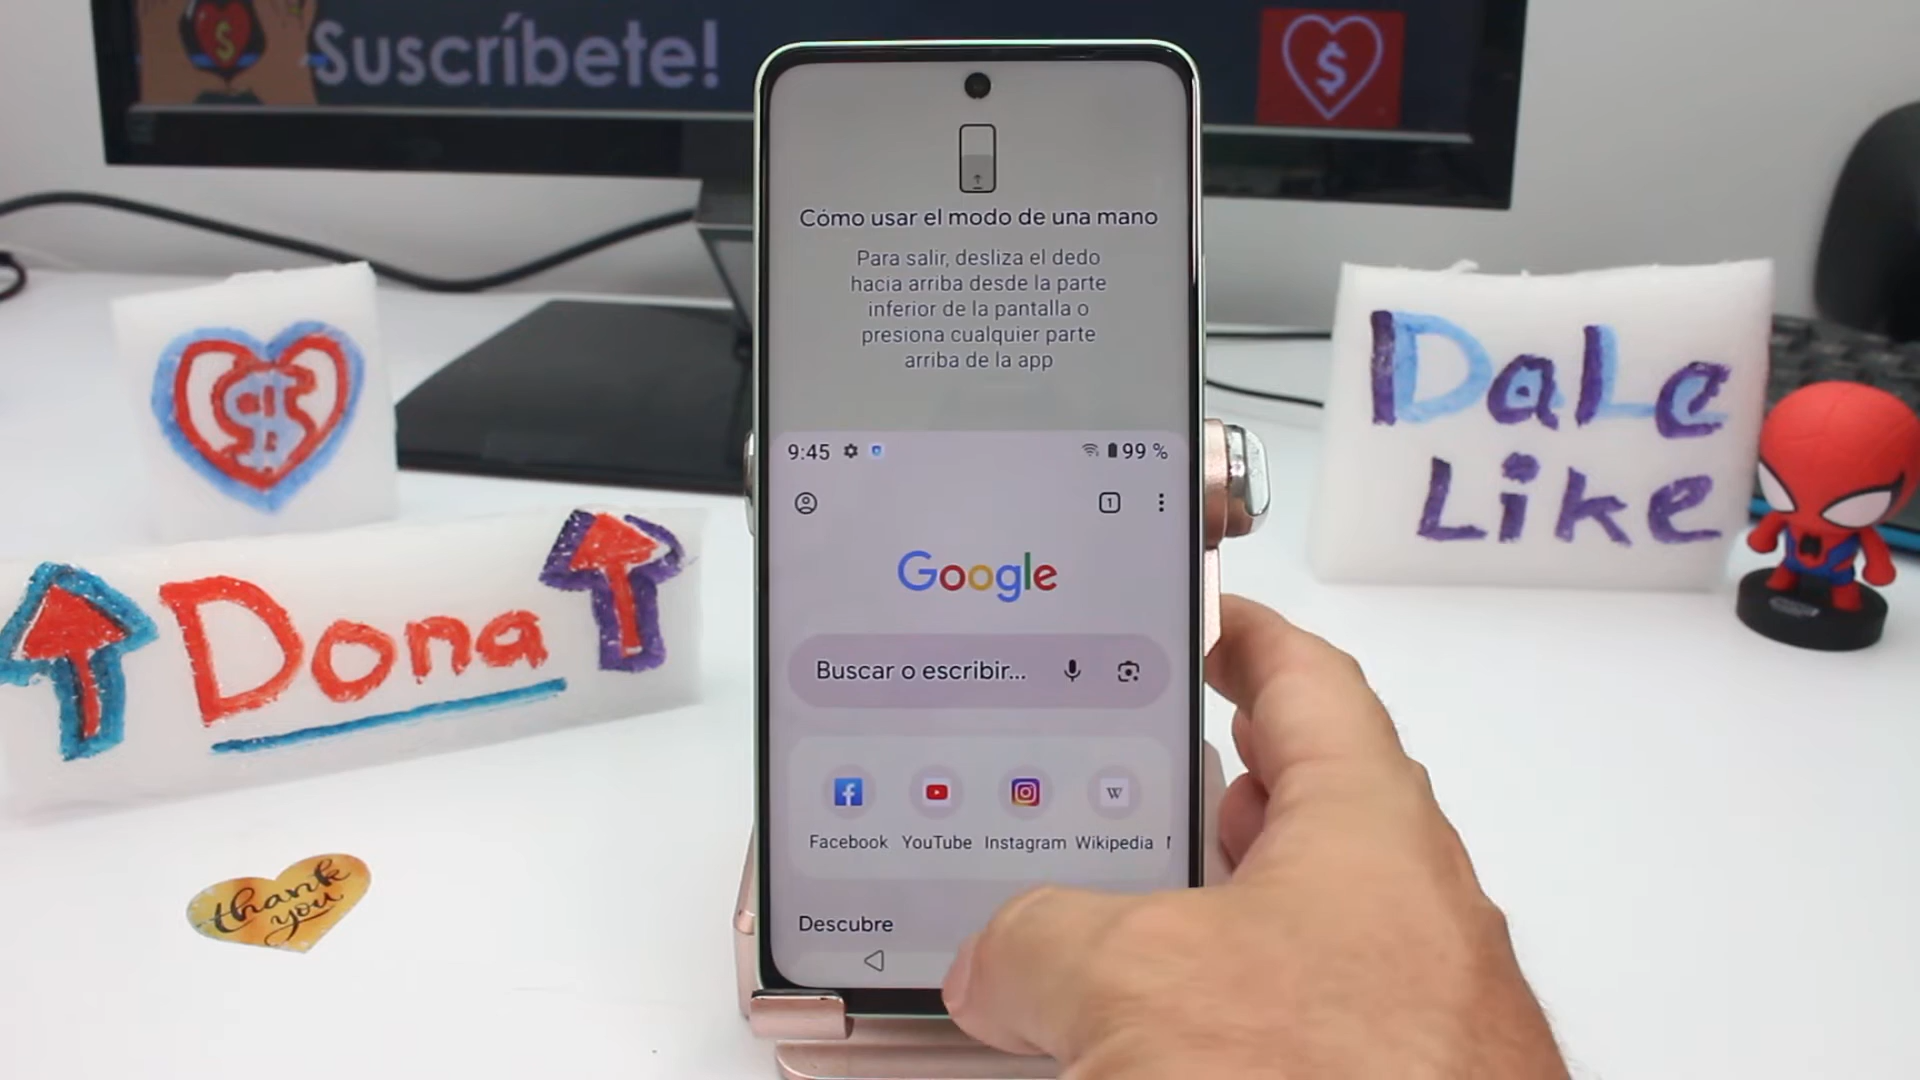 Suscríbete!
$
$
Cómo usar el modo de una mano
Para salir, desliza el dedo
hacia arriba desde la parte
inferior de la pantalla o
presiona cualquier parte
arriba de la app
9:45
99 %
1
Google
Buscar o escribir...
W
Facebook YouTube Instagram Wikipedia
Descubre
$
Dona
thank
you
DaLe
Like